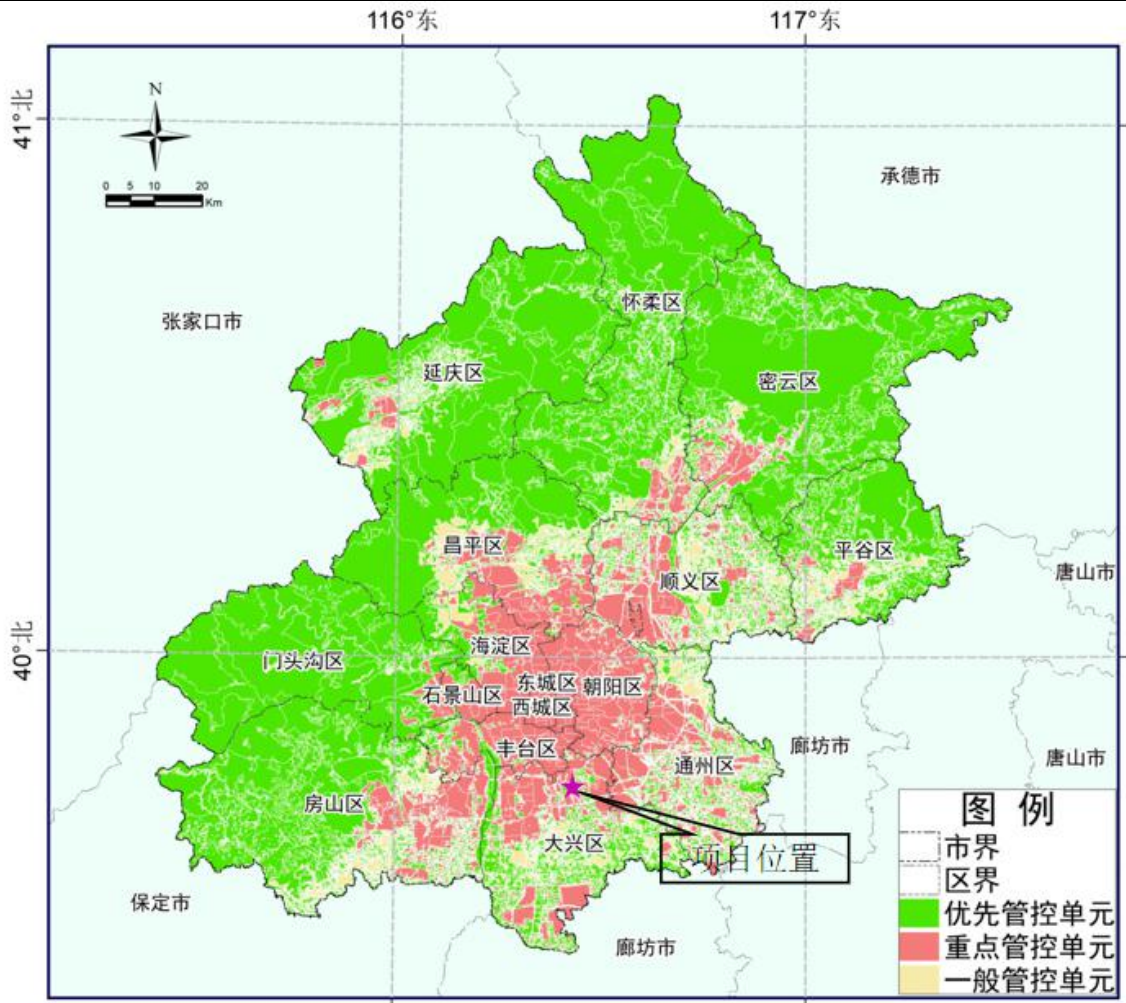 116°东
117°东
41°北
N
0 5 10 20
Km
承德市
怀柔区
张家口市
延庆区
密云区
昌平区
平谷区
唐山市
顺义区
40°北
海淀区
门头沟区
东城区
朝阳区
石景山区
西城区
丰台区
廊坊市
唐山市
通州区
房山区
大兴区
项目位置
保定市
廊坊市
图 例
市界
区界
优先管控单元
重点管控单元
一般管控单元